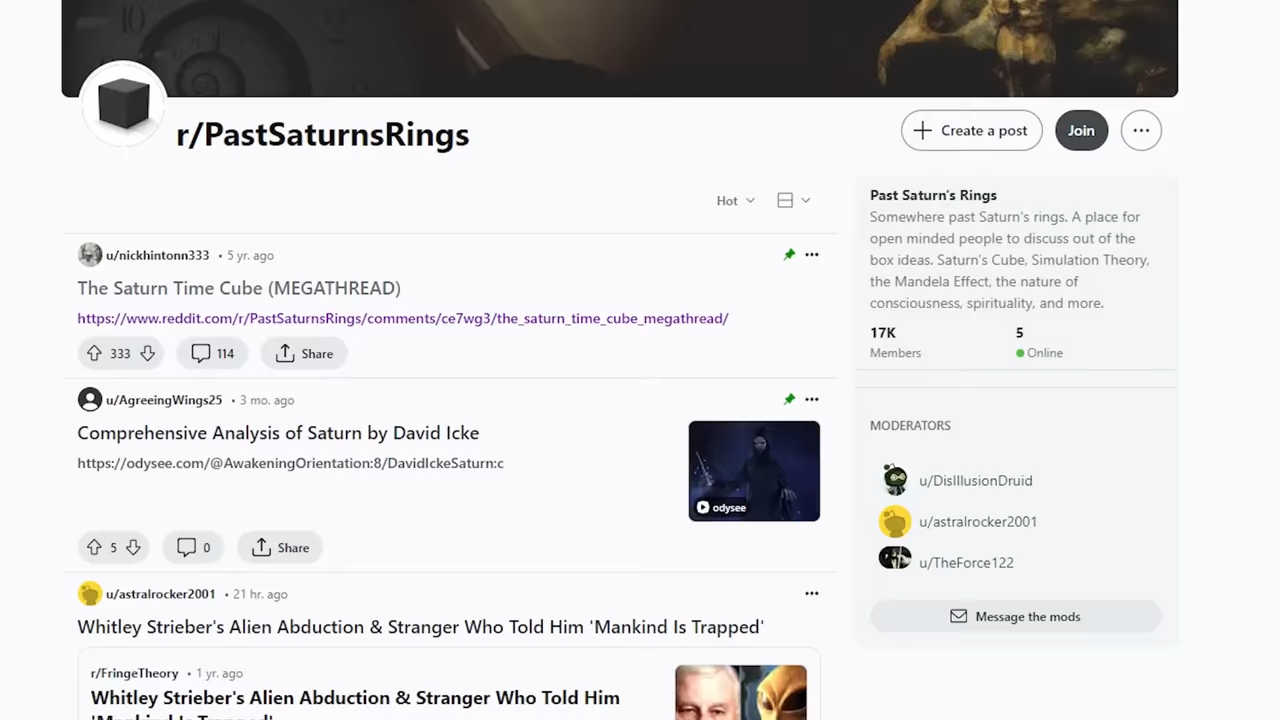 10
r/PastSaturnsRings
Create a post
Join
Hot
u/nickhintonn333 • 5 yr. ago
The Saturn Time Cube (MEGATHREAD)
https://www.reddit.com/r/PastSaturnsRings/comments/ce7wg3/the_saturn_time_cube_megathread/
333
114
Share
u/AgreeingWings25 • 3 mo. ago
Comprehensive Analysis of Saturn by David Icke
https://odysee.com/@AwakeningOrientation:8/DavidIckeSaturn:c
odysee
5
0
Share
u/astralrocker2001 • 21 hr. ago
Whitley Strieber's Alien Abduction & Stranger Who Told Him 'Mankind Is Trapped'
r/FringeTheory • 1 yr. ago
Whitley Strieber's Alien Abduction & Stranger Who Told Him
'Mankind Is Trapped'
Past Saturn's Rings
Somewhere past Saturn's rings. A place for
open minded people to discuss out of the
box ideas. Saturn's Cube, Simulation Theory,
the Mandela Effect, the nature of
consciousness, spirituality, and more.
17K
5
Members
Online
MODERATORS
u/DisIllusionDruid
u/astralrocker2001
u/TheForce122
Message the mods